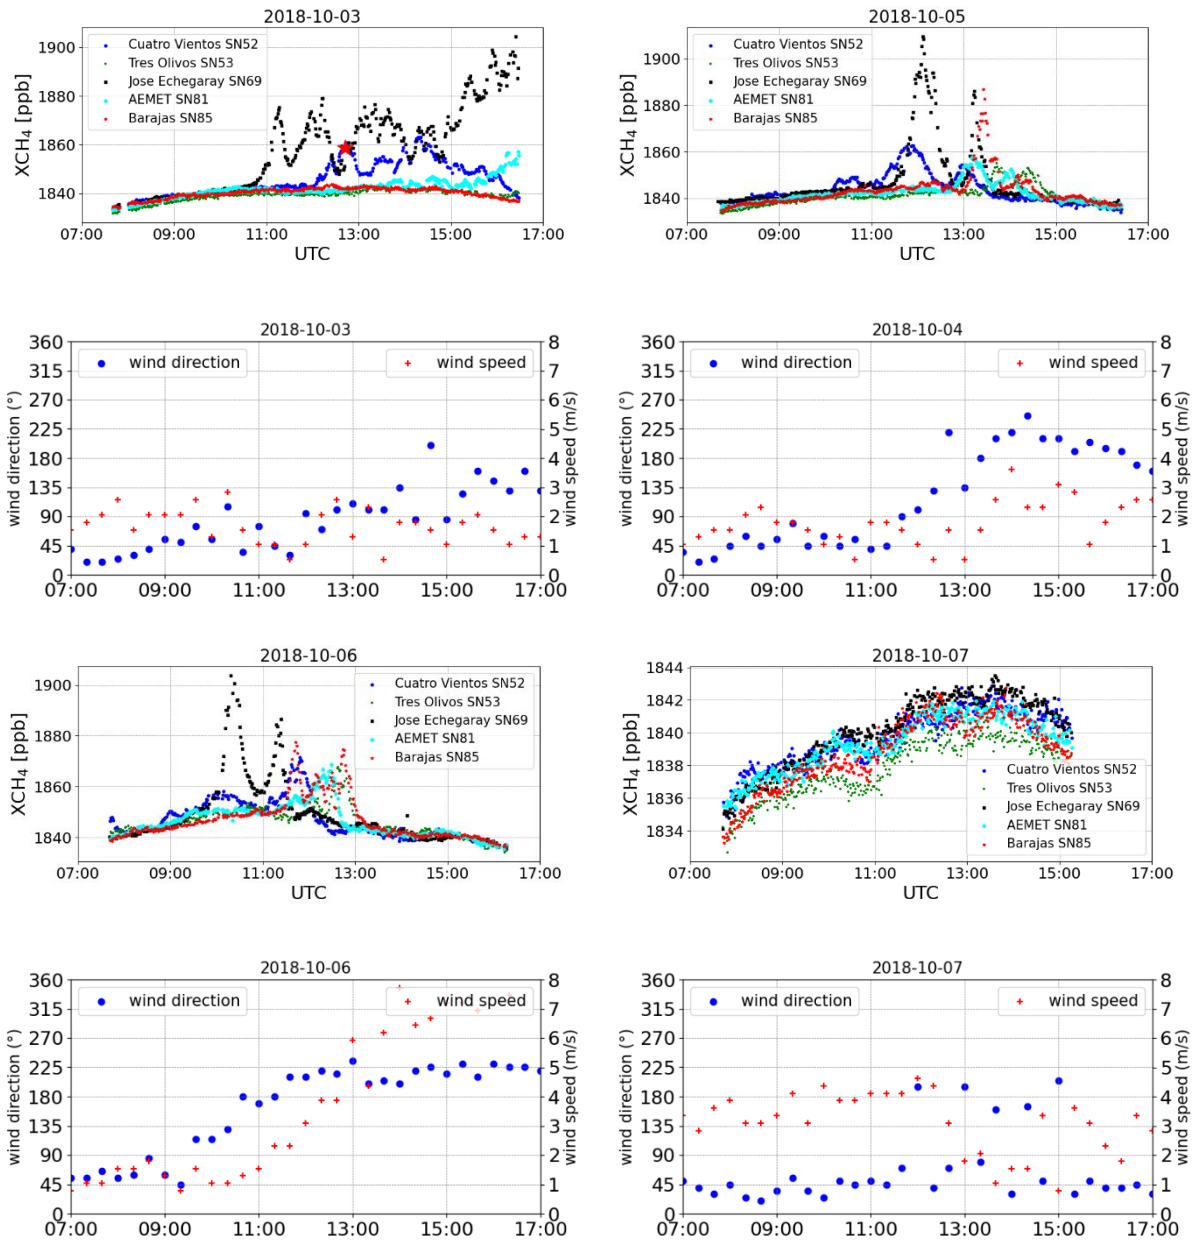 2018-10-03
XCH₄ [ppb]
1900
1880
1860
1840
Cuatro Vientos SN52
Tres Olivos SN53
Jose Echegaray SN69
AEMET SN81
Barajas SN85
07:00 09:00 11:00 13:00 15:00 17:00
UTC
2018-10-05
XCH₄ [ppb]
1900
1880
1860
1840
Cuatro Vientos SN52
Tres Olivos SN53
Jose Echegaray SN69
AEMET SN81
Barajas SN85
07:00 09:00 11:00 13:00 15:00 17:00
UTC
2018-10-03
wind direction (°)
360
315
270
225
180
135
90
45
0
wind direction
wind speed
8
7
6
5
4
3
2
1
0
wind speed (m/s)
07:00 09:00 11:00 13:00 15:00 17:00
2018-10-04
wind direction (°)
360
315
270
225
180
135
90
45
0
wind direction
wind speed
8
7
6
5
4
3
2
1
0
wind speed (m/s)
07:00 09:00 11:00 13:00 15:00 17:00
2018-10-06
XCH₄ [ppb]
1900
1880
1860
1840
Cuatro Vientos SN52
Tres Olivos SN53
Jose Echegaray SN69
AEMET SN81
Barajas SN85
07:00 09:00 11:00 13:00 15:00 17:00
UTC
2018-10-07
XCH₄ [ppb]
1844
1842
1840
1838
1836
1834
Cuatro Vientos SN52
Tres Olivos SN53
Jose Echegaray SN69
AEMET SN81
Barajas SN85
07:00 09:00 11:00 13:00 15:00 17:00
UTC
2018-10-06
wind direction (°)
360
315
270
225
180
135
90
45
0
wind direction
wind speed
8
7
6
5
4
3
2
1
0
wind speed (m/s)
07:00 09:00 11:00 13:00 15:00 17:00
2018-10-07
wind direction (°)
360
315
270
225
180
135
90
45
0
wind direction
wind speed
8
7
6
5
4
3
2
1
0
wind speed (m/s)
07:00 09:00 11:00 13:00 15:00 17:00